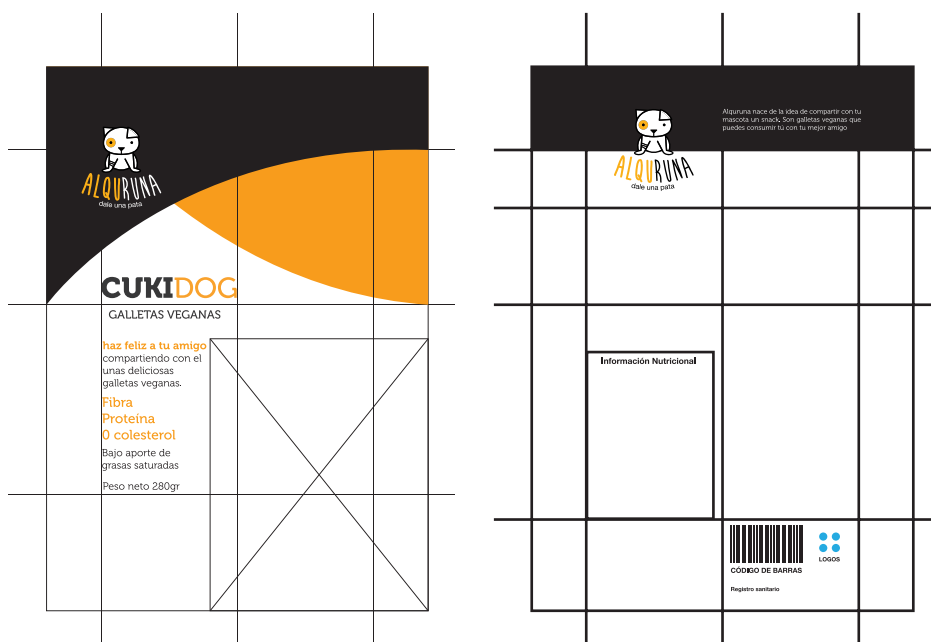 ALQURUNA
dale una pata
CUKIDOG
GALLETAS VEGANAS
haz feliz a tu amigo
compartiendo con el
unas deliciosas
galletas veganas.
Fibra
Proteína
0 colesterol
Bajo aporte de
grasas saturadas
Peso neto 280gr
Alquruna nace de la idea de compartir con tu
mascota un snack. Son galletas veganas que
puedes consumir tú con tu mejor amigo
ALQURUNA
dale una pata
Información Nutricional
CÓDIGO DE BARRAS
LOGOS
Registro sanitario